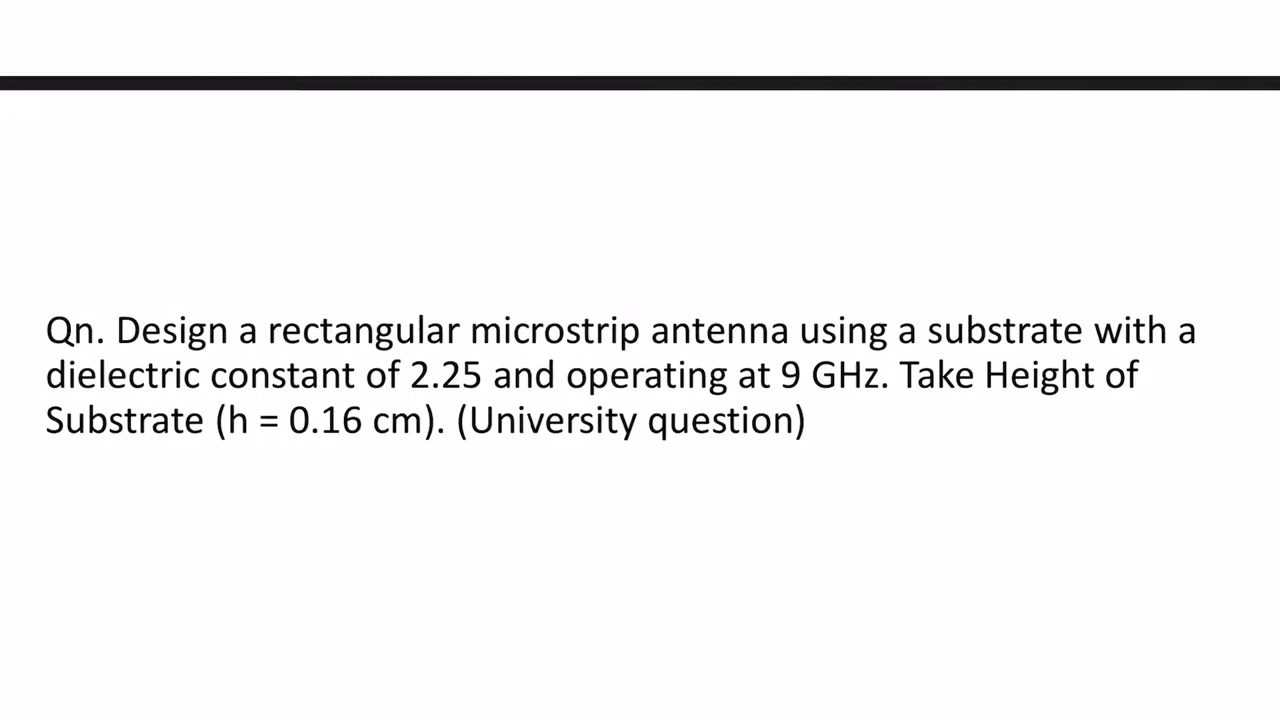 Qn. Design a rectangular microstrip antenna using a substrate with a
dielectric constant of 2.25 and operating at 9 GHz. Take Height of
Substrate (h = 0.16 cm). (University question)